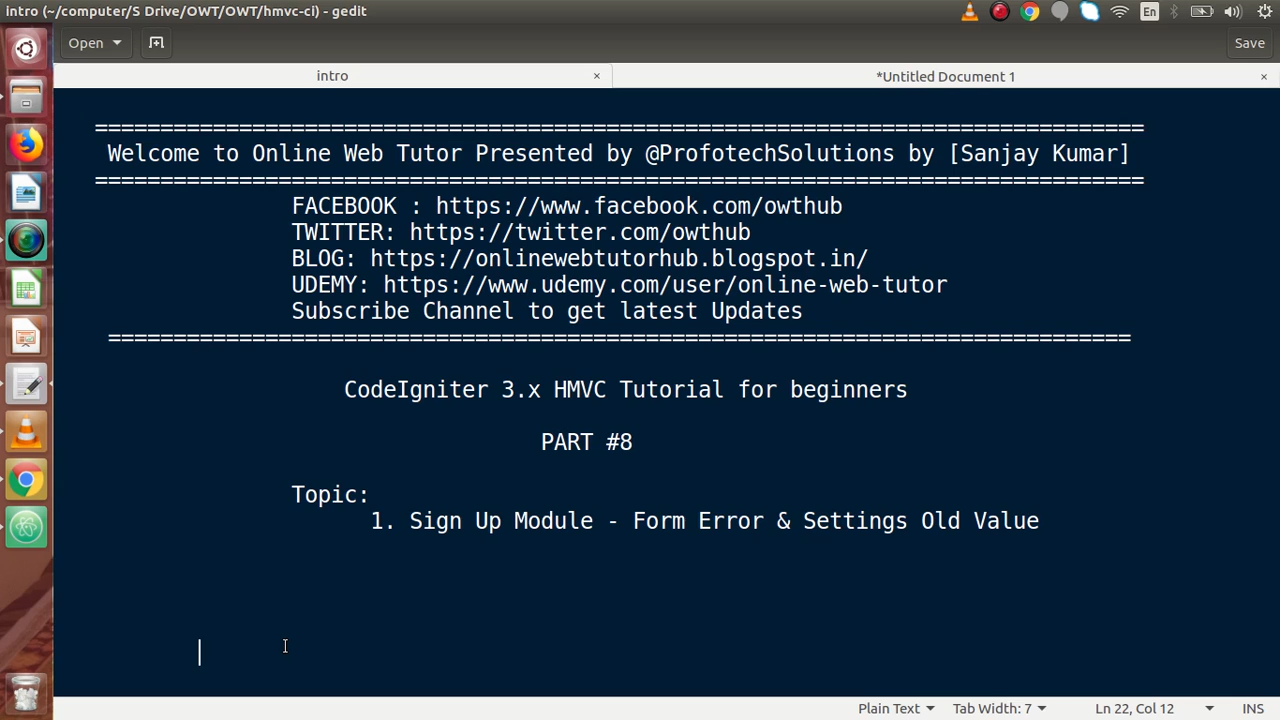 intro (~/computer/S Drive/OWT/OWT/hmvc-ci) - gedit
En
Open
Save
intro ×
*Untitled Document 1 ×
================================================================================
Welcome to Online Web Tutor Presented by @ProfotechSolutions by [Sanjay Kumar]
================================================================================
FACEBOOK : https://www.facebook.com/owthub
TWITTER: https://twitter.com/owthub
BLOG: https://onlinewebtutorhub.blogspot.in/
UDEMY: https://www.udemy.com/user/online-web-tutor
Subscribe Channel to get latest Updates
==============================================================================
CodeIgniter 3.x HMVC Tutorial for beginners
PART #8
Topic:
1. Sign Up Module - Form Error & Settings Old Value
Plain Text Tab Width: 7 Ln 22, Col 12 INS